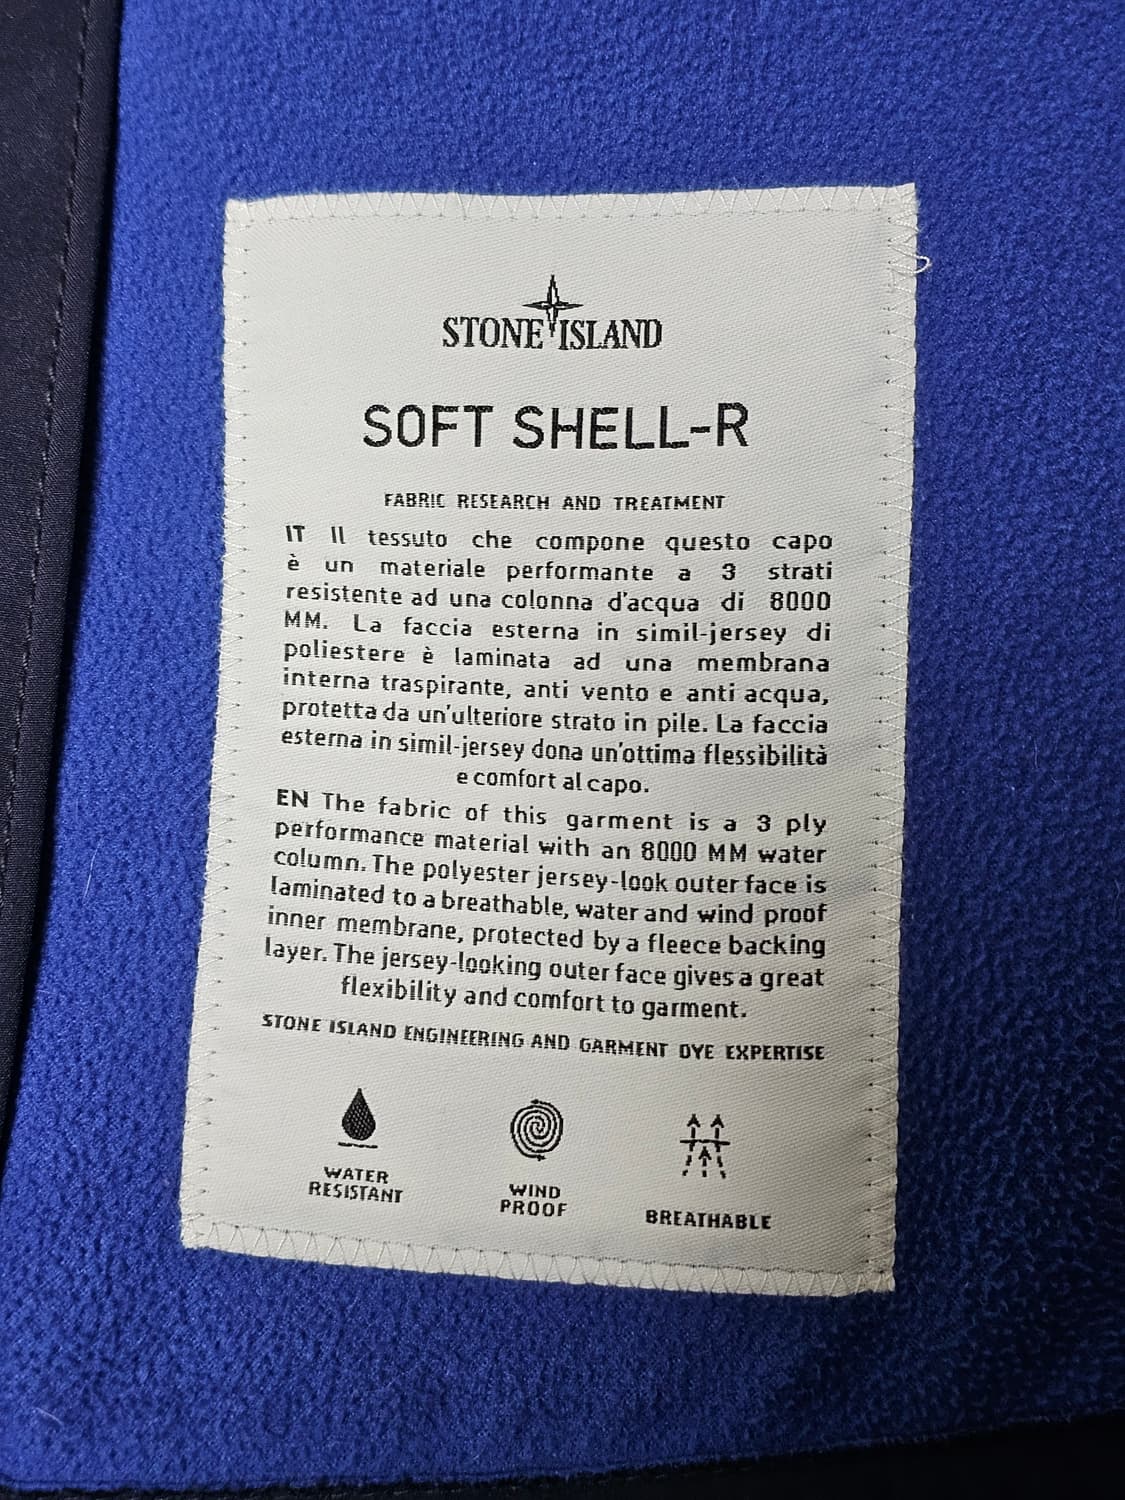 STONE ISLAND
SOFT SHELL-R
FABRIC RESEARCH AND TREATMENT
IT Il tessuto che compone questo capo
è un materiale performante a 3 strati
resistente ad una colonna d'acqua di 8000
MM. La faccia esterna in simil-jersey di
poliestere è laminata ad una membrana
interna traspirante, anti vento e anti acqua,
protetta da un'ulteriore strato in pile. La faccia
esterna in simil-jersey dona un'ottima flessibilità
e comfort al capo.
EN The fabric of this garment is a 3 ply
performance material with an 8000 MM water
column. The polyester jersey-look outer face is
laminated to a breathable, water and wind proof
inner membrane, protected by a fleece backing
layer. The jersey-looking outer face gives a great
flexibility and comfort to garment.
STONE ISLAND ENGINEERING AND GARMENT DYE EXPERTISE
WATER
RESISTANT
WIND
PROOF
BREATHABLE